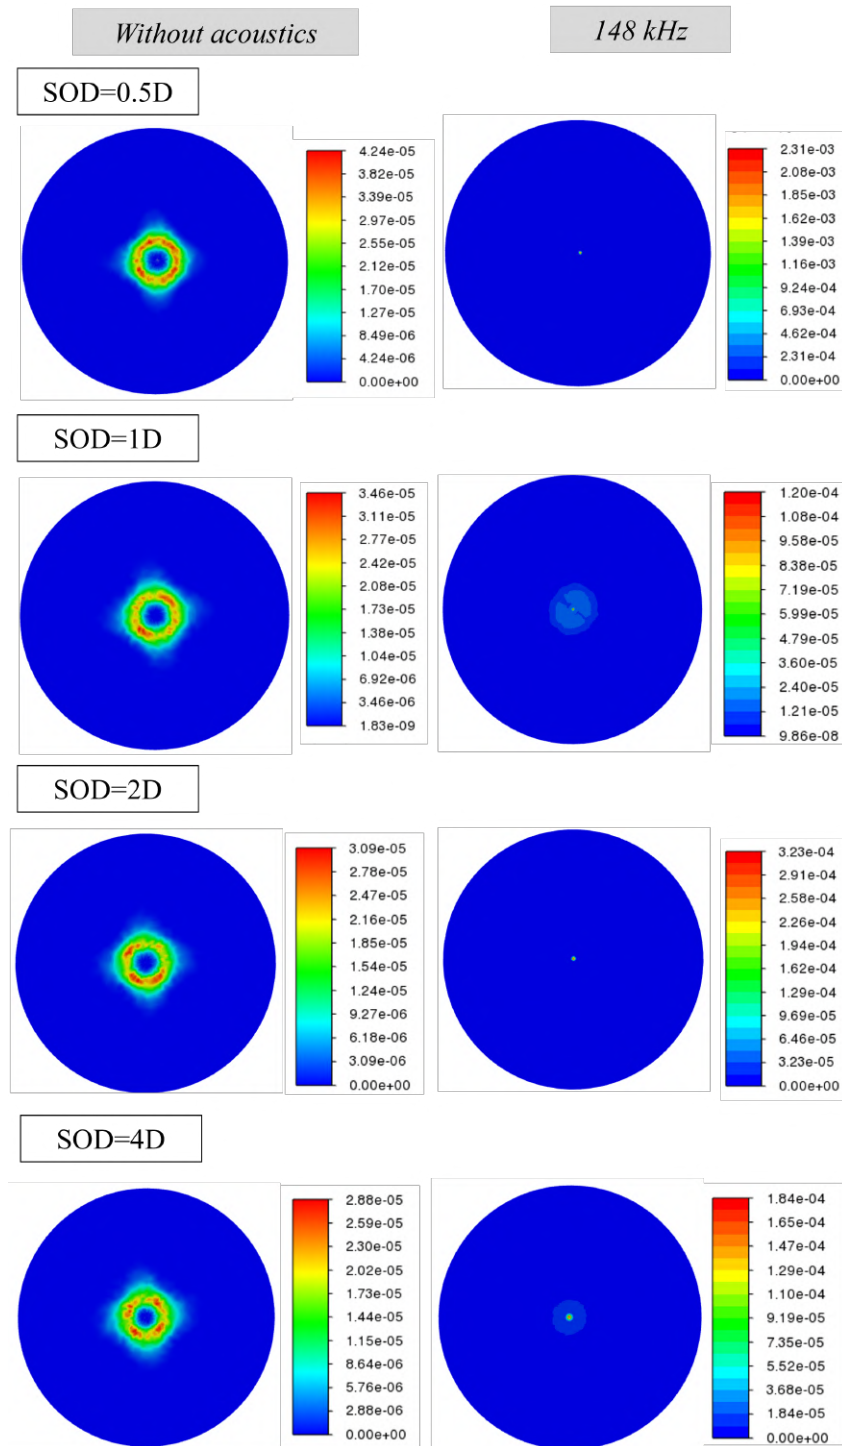 Without acoustics
148 kHz
SOD=0.5D
4.24e-05
3.82e-05
3.39e-05
2.97e-05
2.55e-05
2.12e-05
1.70e-05
1.27e-05
8.49e-06
4.24e-06
0.00e+00
2.31e-03
2.08e-03
1.85e-03
1.62e-03
1.39e-03
1.16e-03
9.24e-04
6.93e-04
4.62e-04
2.31e-04
0.00e+00
SOD=1D
3.46e-05
3.11e-05
2.77e-05
2.42e-05
2.08e-05
1.73e-05
1.38e-05
1.04e-05
6.92e-06
3.46e-06
1.83e-09
1.20e-04
1.08e-04
9.58e-05
8.38e-05
7.19e-05
5.99e-05
4.79e-05
3.60e-05
2.40e-05
1.21e-05
9.86e-08
SOD=2D
3.09e-05
2.78e-05
2.47e-05
2.16e-05
1.85e-05
1.54e-05
1.24e-05
9.27e-06
6.18e-06
3.09e-06
0.00e+00
3.23e-04
2.91e-04
2.58e-04
2.26e-04
1.94e-04
1.62e-04
1.29e-04
9.69e-05
6.46e-05
3.23e-05
0.00e+00
SOD=4D
2.88e-05
2.59e-05
2.30e-05
2.02e-05
1.73e-05
1.44e-05
1.15e-05
8.64e-06
5.76e-06
2.88e-06
0.00e+00
1.84e-04
1.65e-04
1.47e-04
1.29e-04
1.10e-04
9.19e-05
7.35e-05
5.52e-05
3.68e-05
1.84e-05
0.00e+00